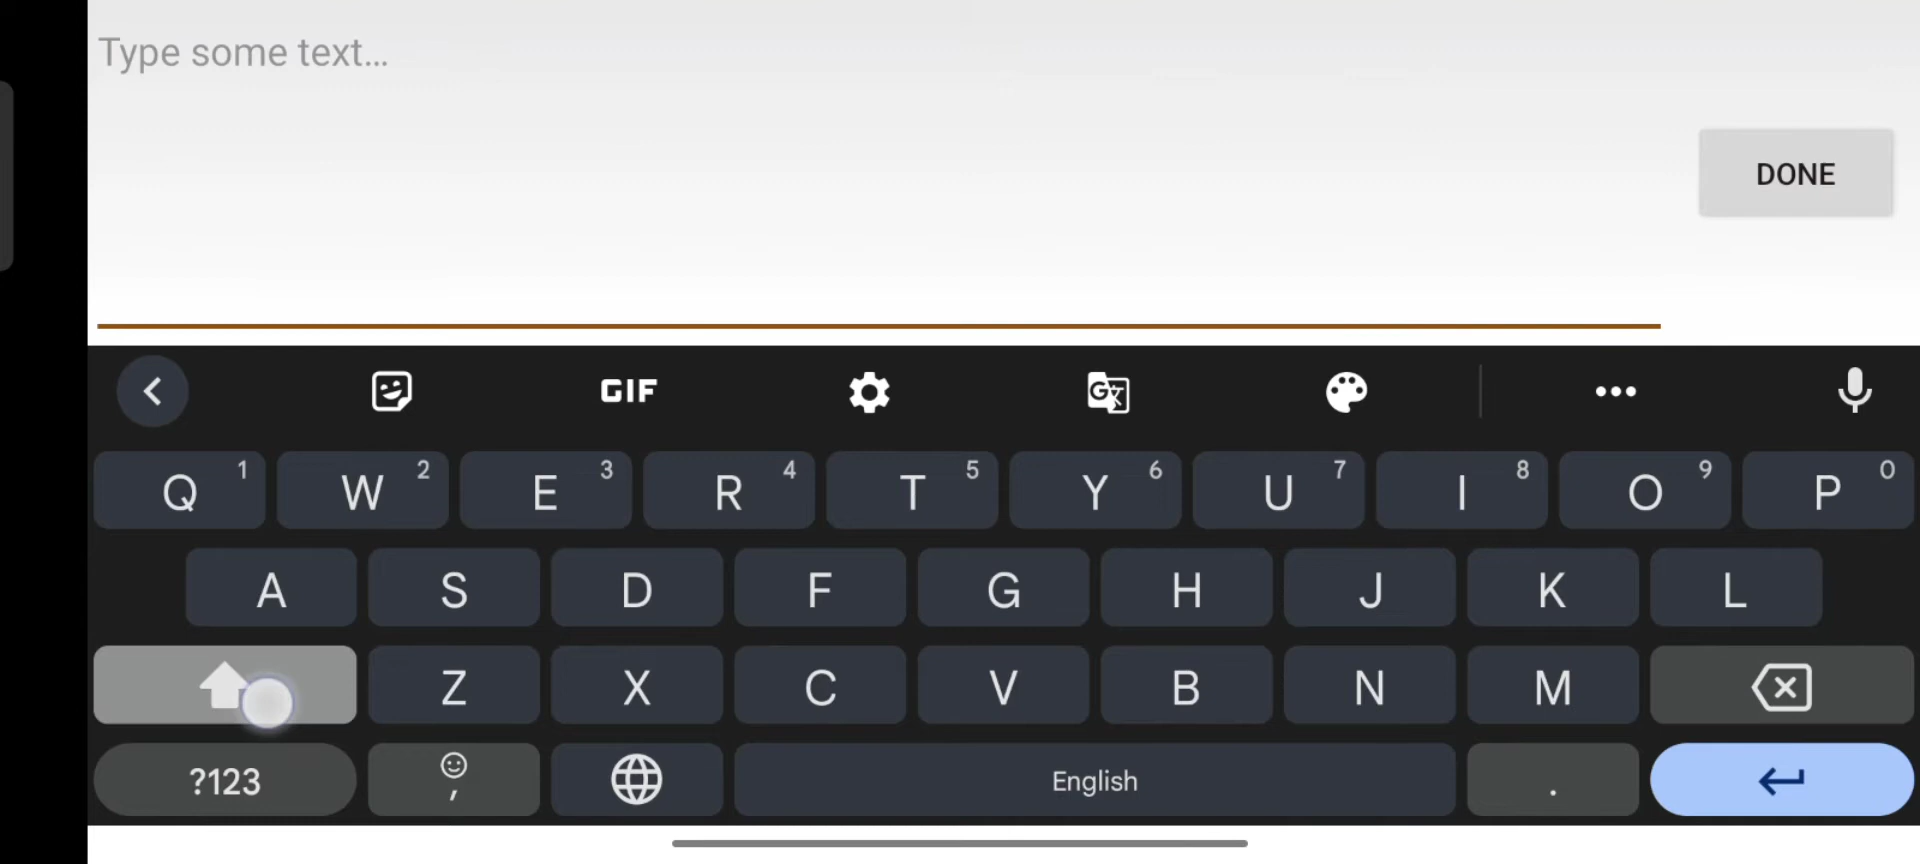 Type some text...
DONE
GIF
G
Q 1 W 2 E 3 R 4 T 5 Y 6 U 7 I 8 O 9 P 0
A S D F G H J K L
Z X C V B N M
?123 , English .